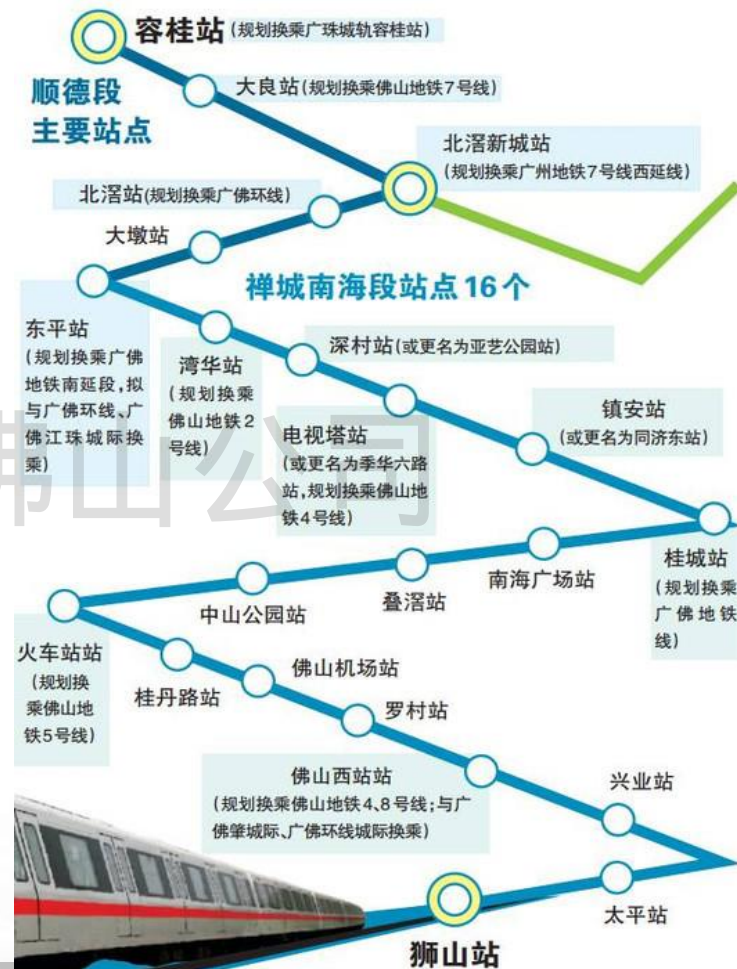 容桂站(规划换乘广珠城轨容桂站)
顺德段
主要站点
大良站(规划换乘佛山地铁7号线)
北滘新城站
(规划换乘广州地铁7号线西延线)
北滘站(规划换乘广佛环线)
大墩站
禅城南海段站点16个
东平站
(规划换乘广佛
地铁南延段,拟
与广佛环线、广
佛江珠城际换
乘)
湾华站
(规划换乘
佛山地铁2
号线)
深村站(或更名为亚艺公园站)
电视塔站
(或更名为季华六路
站,规划换乘佛山地
铁4号线)
镇安站
(或更名为同济东站)
桂城站
(规划换乘
广佛地铁
线)
南海广场站
叠滘站
中山公园站
火车站站
(规划换
乘佛山地
铁5号线)
桂丹路站
佛山机场站
罗村站
佛山西站站
(规划换乘佛山地铁4、8号线;与广
佛肇城际、广佛环线城际换乘)
兴业站
太平站
狮山站
佛山公司